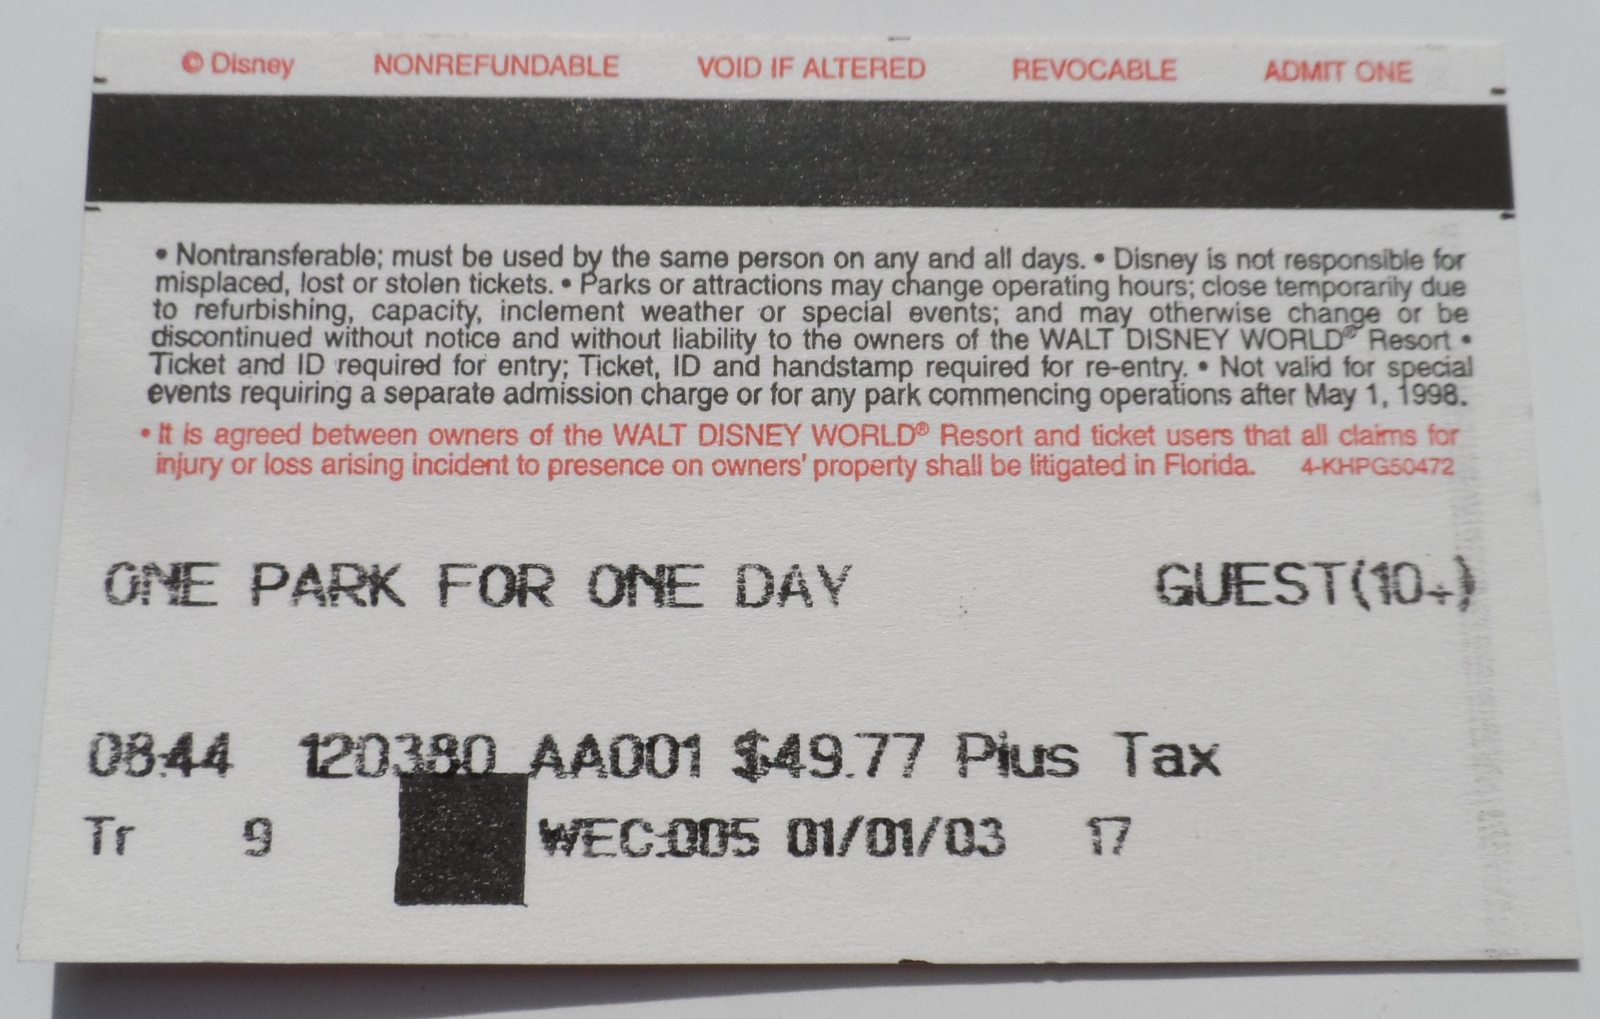 © Disney NONREFUNDABLE VOID IF ALTERED REVOCABLE ADMIT ONE
• Nontransferable; must be used by the same person on any and all days. • Disney is not responsible for
misplaced, lost or stolen tickets. • Parks or attractions may change operating hours; close temporarily due
to refurbishing, capacity, inclement weather or special events; and may otherwise change or be
discontinued without notice and without liability to the owners of the WALT DISNEY WORLD® Resort •
Ticket and ID required for entry; Ticket, ID and handstamp required for re-entry. • Not valid for special
events requiring a separate admission charge or for any park commencing operations after May 1, 1998.
• It is agreed between owners of the WALT DISNEY WORLD® Resort and ticket users that all claims for
injury or loss arising incident to presence on owners' property shall be litigated in Florida. 4-KHPG50472
ONE PARK FOR ONE DAY GUEST(10+)
08:44 120380 AA001 $49.77 Plus Tax
Tr 9 WEC:005 01/01/03 17